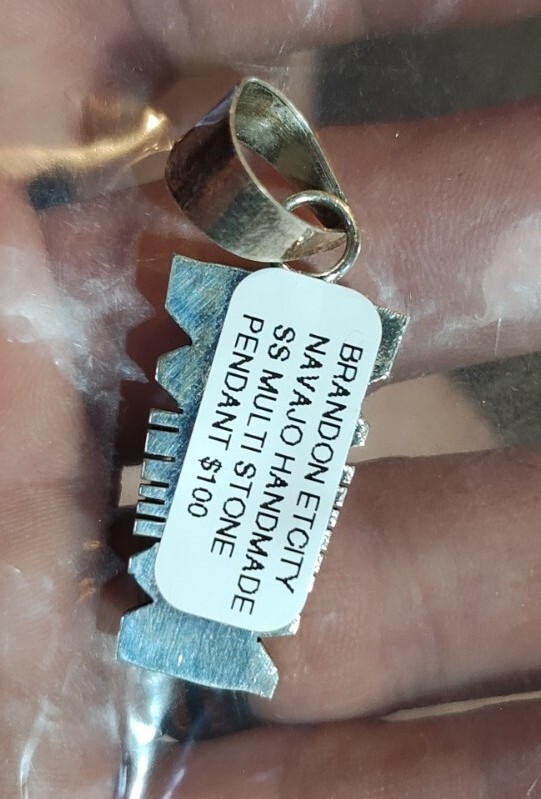 BRANDON ETCITY
NAVAJO HANDMADE
SS MULTI STONE
PENDANT $100